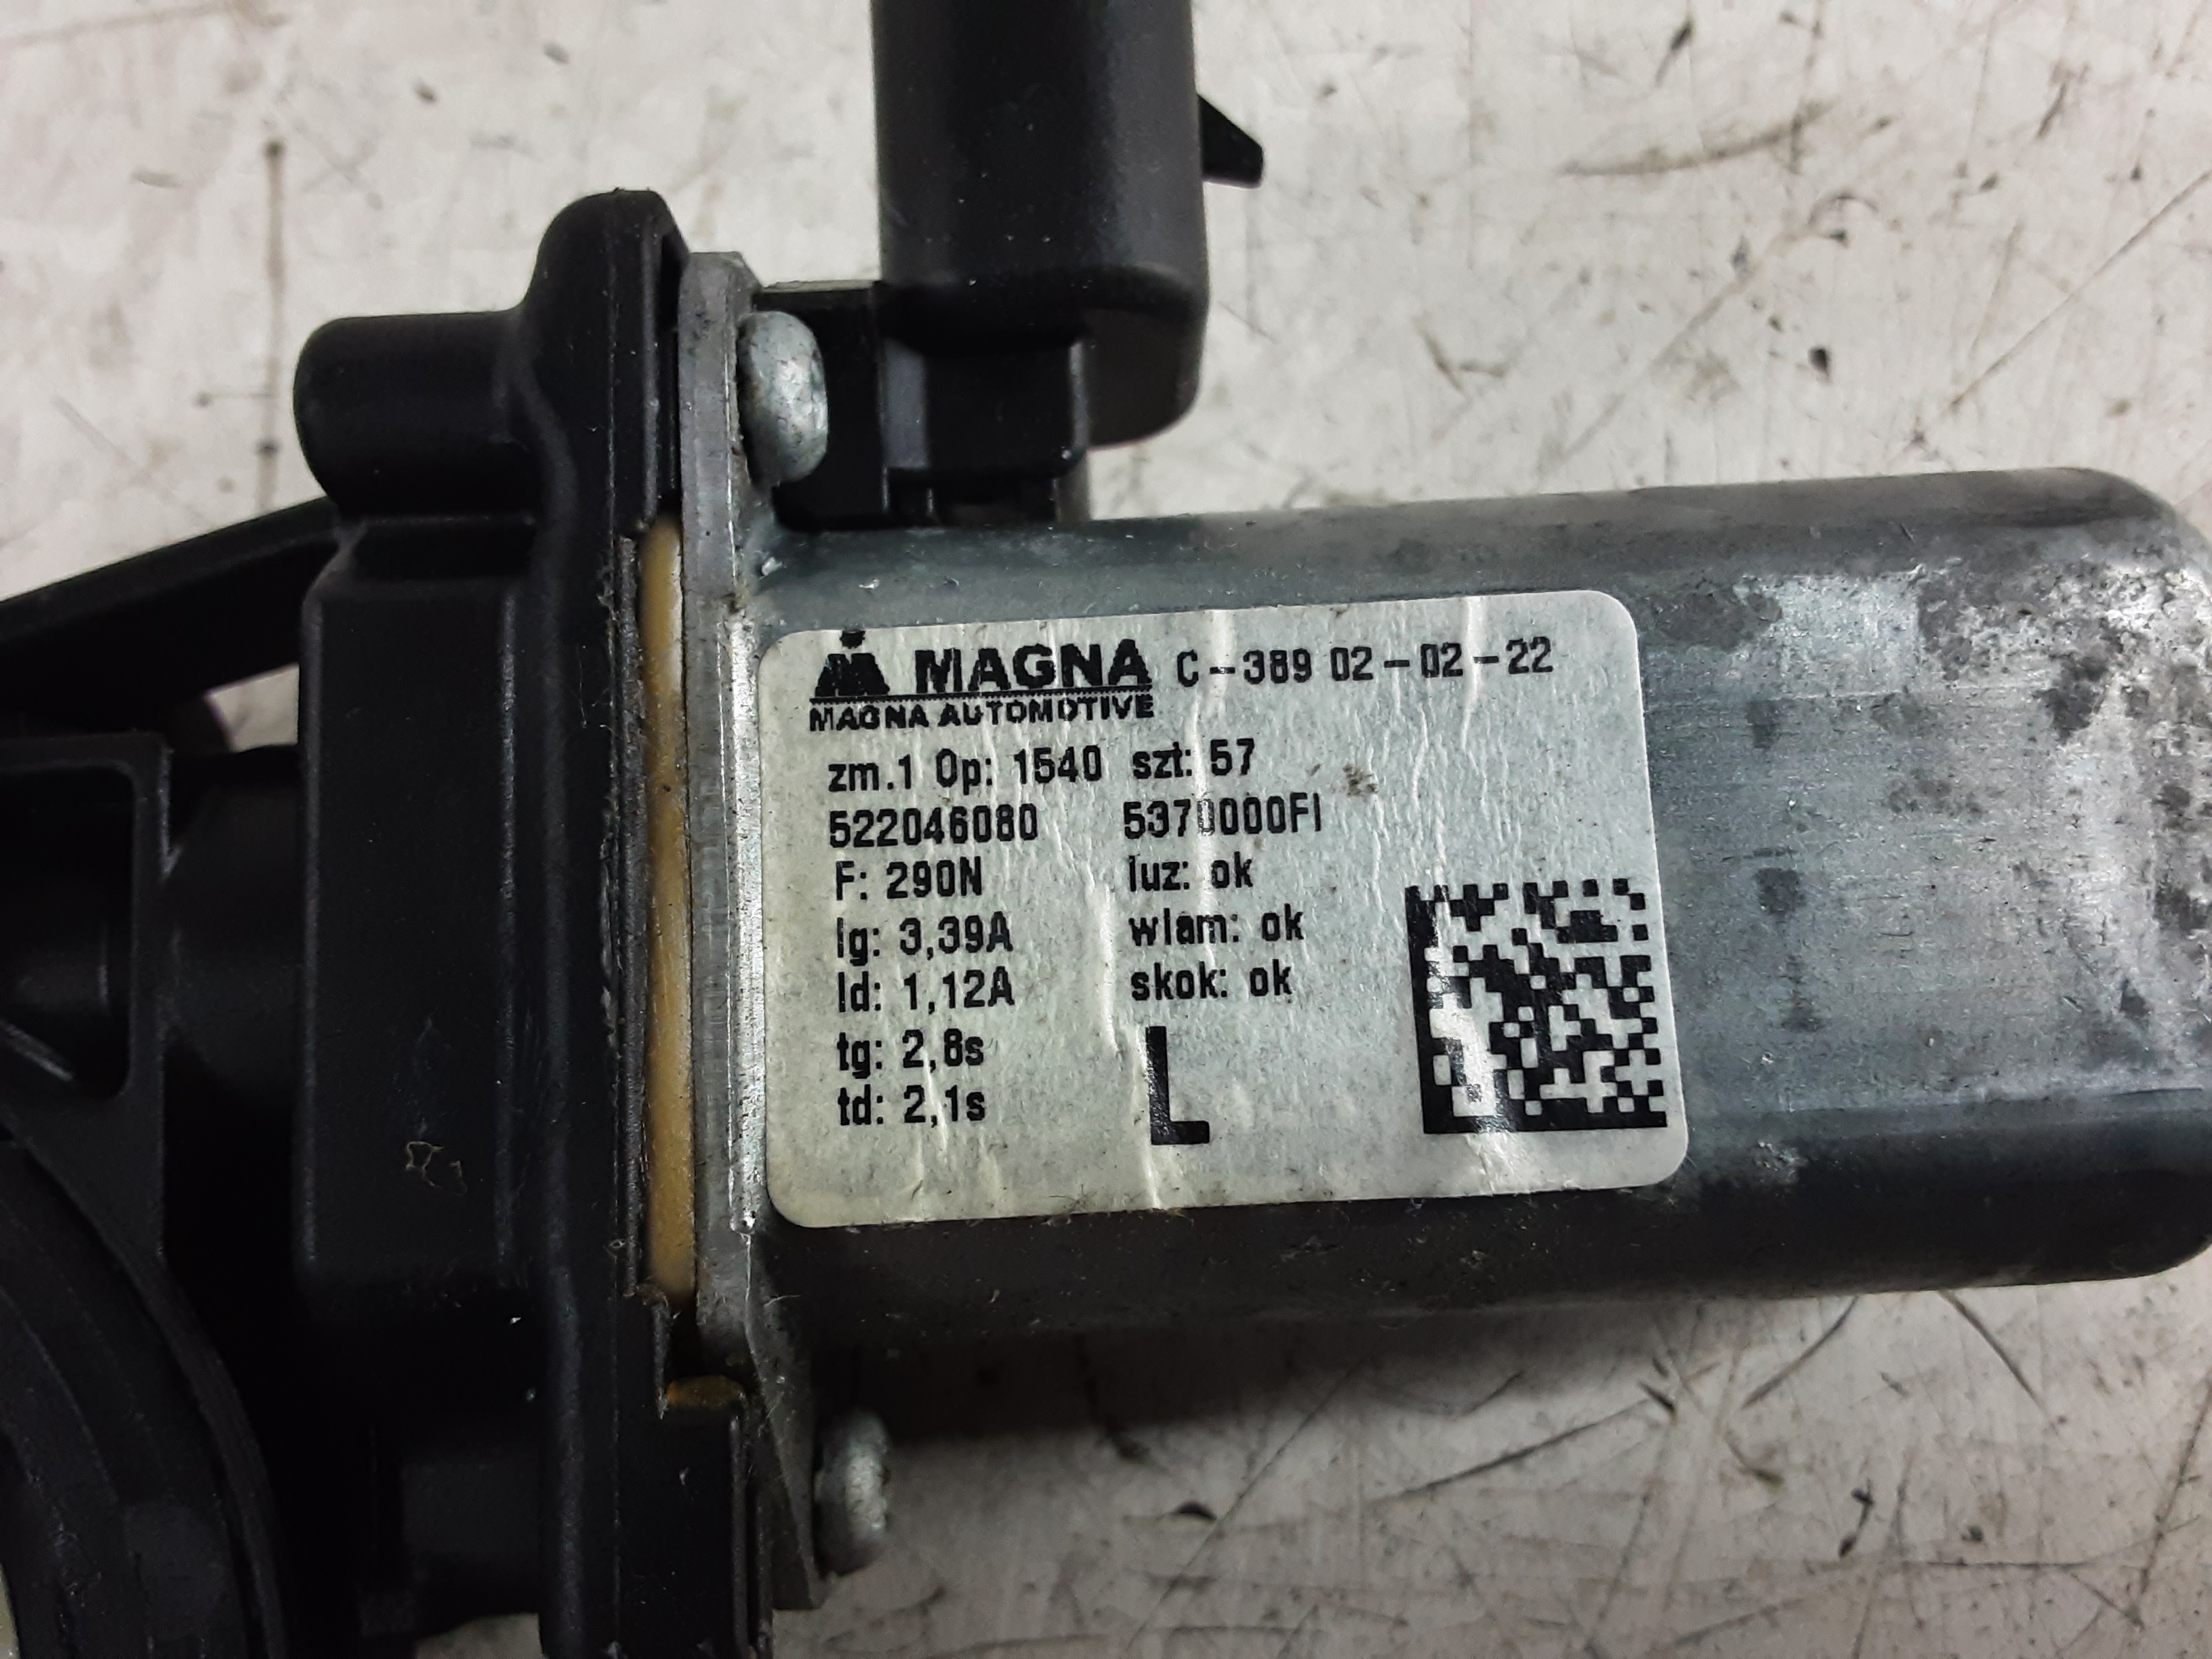 MAGNA C-389 02-02-22
MAGNA AUTOMOTIVE
zm.1 Op: 1540 szt: 57
522046080 5370000FI
F: 290N luz: ok
Ig: 3,39A wlam: ok
Id: 1,12A skok: ok
tg: 2,8s
td: 2,1s
L